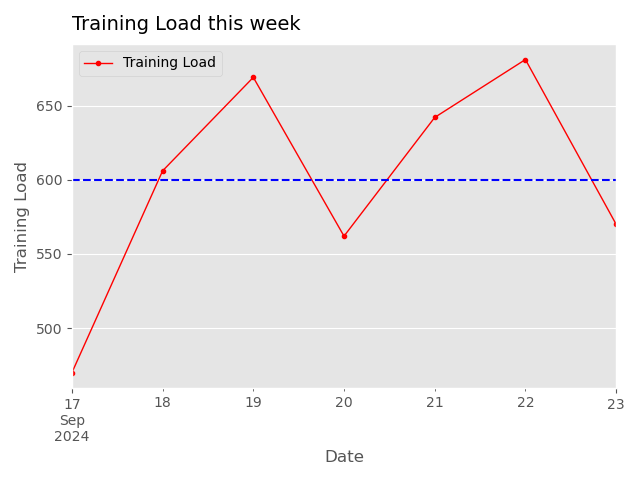 Training Load this week
Training Load
650
600
550
500
Training Load
17 18 19 20 21 22 23
Sep
2024
Date